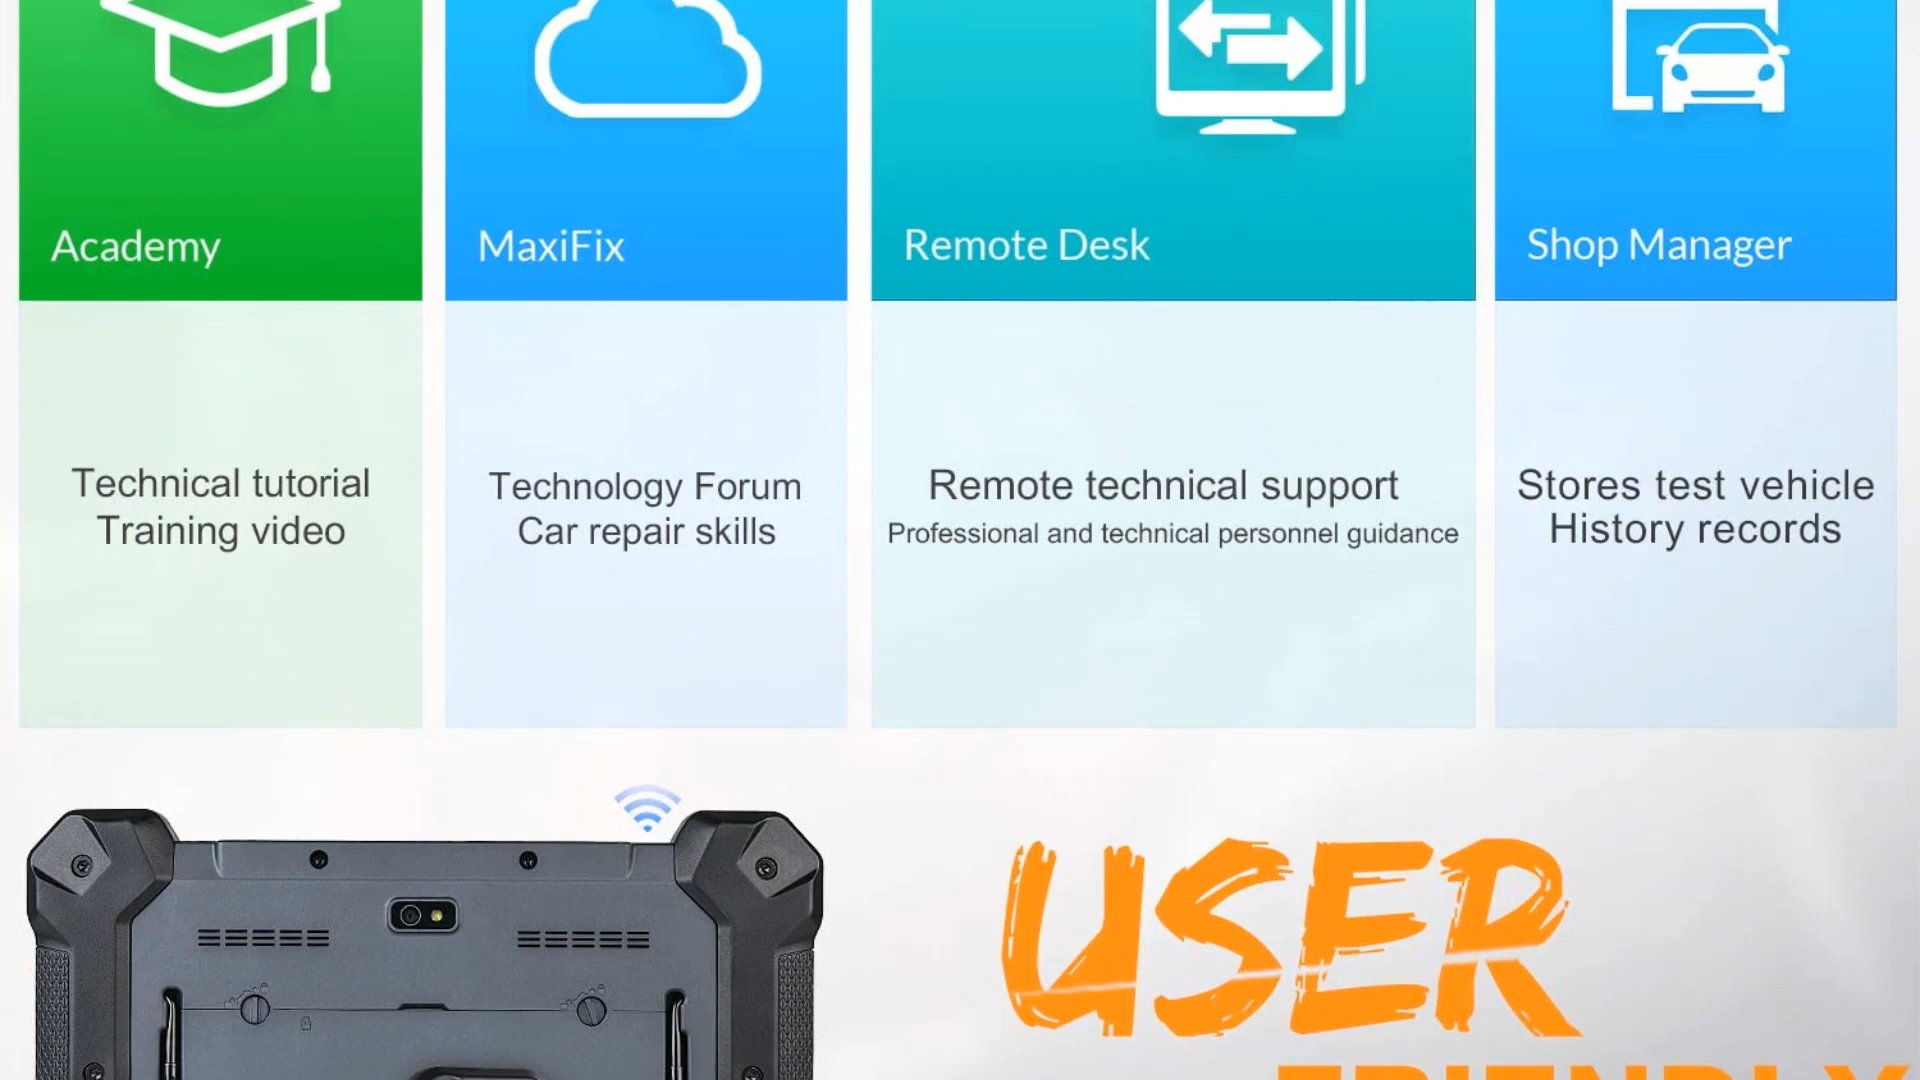 Academy
MaxiFix
Remote Desk
Shop Manager
Technical tutorial
Training video
Technology Forum
Car repair skills
Remote technical support
Professional and technical personnel guidance
Stores test vehicle
History records
USER
FRIENDLY